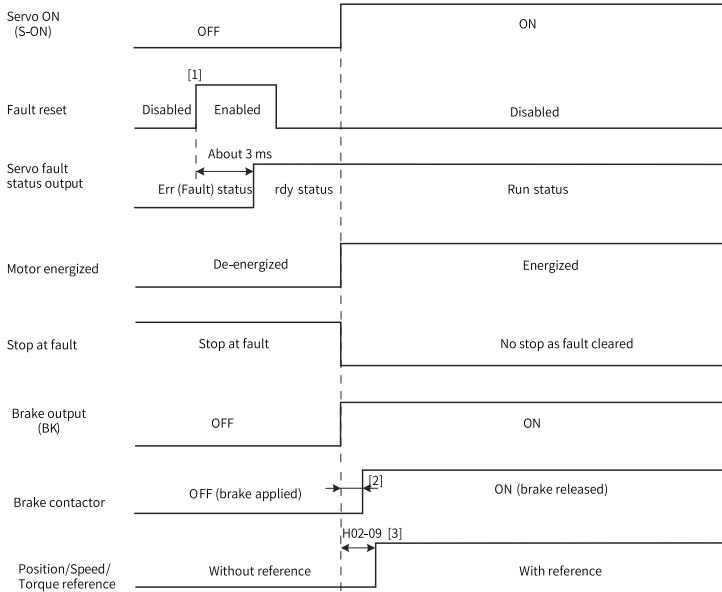 Servo ON
(S-ON)
OFF
ON
[1]
Fault reset
Disabled
Enabled
Disabled
About 3 ms
Servo fault
status output
Err (Fault) status
rdy status
Run status
Motor energized
De-energized
Energized
Stop at fault
Stop at fault
No stop as fault cleared
Brake output
(BK)
OFF
ON
[2]
Brake contactor
OFF (brake applied)
ON (brake released)
H02-09 [3]
Position/Speed/
Torque reference
Without reference
With reference